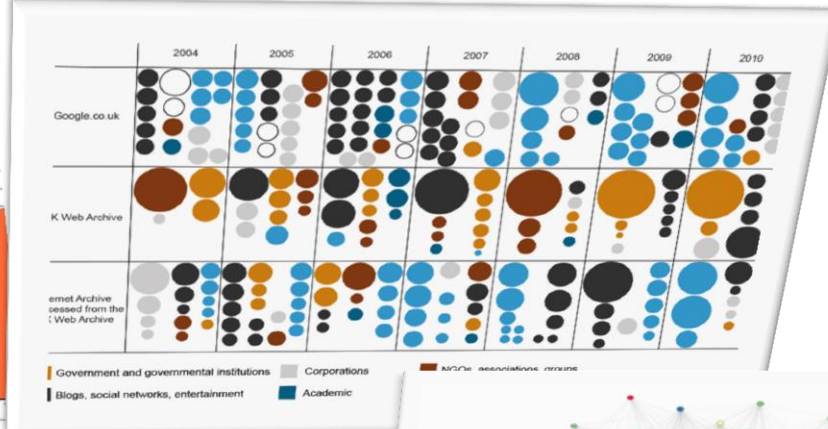 2004 2005 2006 2007 2008 2009 2010
Google.co.uk
K Web Archive
ernet Archive
cessed from the
K Web Archive
Government and governmental institutions Corporations NGOs, associations, groups
Blogs, social networks, entertainment Academic